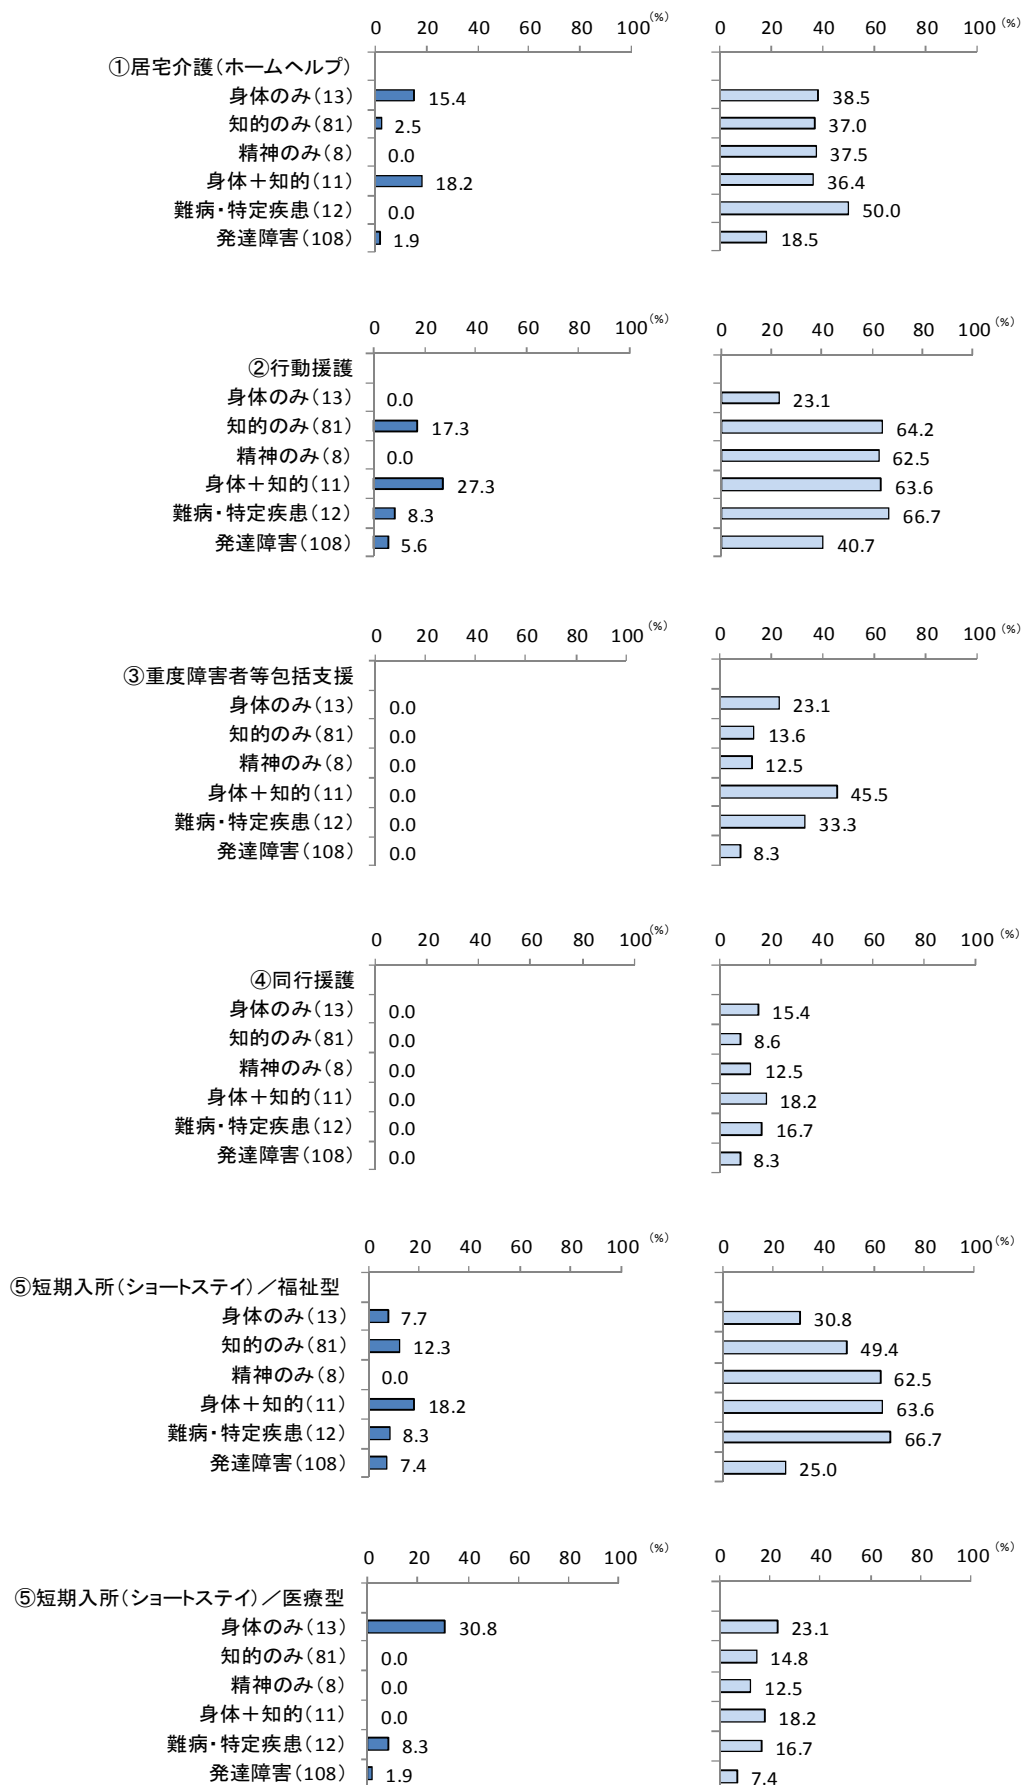 0 20 40 60 80 100 (%) 0 20 40 60 80 100 (%)
①居宅介護(ホームヘルプ)
身体のみ(13) 15.4 38.5
知的のみ(81) 2.5 37.0
精神のみ(8) 0.0 37.5
身体+知的(11) 18.2 36.4
難病・特定疾患(12) 0.0 50.0
発達障害(108) 1.9 18.5
0 20 40 60 80 100 (%) 0 20 40 60 80 100 (%)
②行動援護
身体のみ(13) 0.0 23.1
知的のみ(81) 17.3 64.2
精神のみ(8) 0.0 62.5
身体+知的(11) 27.3 63.6
難病・特定疾患(12) 8.3 66.7
発達障害(108) 5.6 40.7
0 20 40 60 80 100 (%) 0 20 40 60 80 100 (%)
③重度障害者等包括支援
身体のみ(13) 0.0 23.1
知的のみ(81) 0.0 13.6
精神のみ(8) 0.0 12.5
身体+知的(11) 0.0 45.5
難病・特定疾患(12) 0.0 33.3
発達障害(108) 0.0 8.3
0 20 40 60 80 100 (%) 0 20 40 60 80 100 (%)
④同行援護
身体のみ(13) 0.0 15.4
知的のみ(81) 0.0 8.6
精神のみ(8) 0.0 12.5
身体+知的(11) 0.0 18.2
難病・特定疾患(12) 0.0 16.7
発達障害(108) 0.0 8.3
0 20 40 60 80 100 (%) 0 20 40 60 80 100 (%)
⑤短期入所(ショートステイ)/福祉型
身体のみ(13) 7.7 30.8
知的のみ(81) 12.3 49.4
精神のみ(8) 0.0 62.5
身体+知的(11) 18.2 63.6
難病・特定疾患(12) 8.3 66.7
発達障害(108) 7.4 25.0
0 20 40 60 80 100 (%) 0 20 40 60 80 100 (%)
⑤短期入所(ショートステイ)/医療型
身体のみ(13) 30.8 23.1
知的のみ(81) 0.0 14.8
精神のみ(8) 0.0 12.5
身体+知的(11) 0.0 18.2
難病・特定疾患(12) 8.3 16.7
発達障害(108) 1.9 7.4